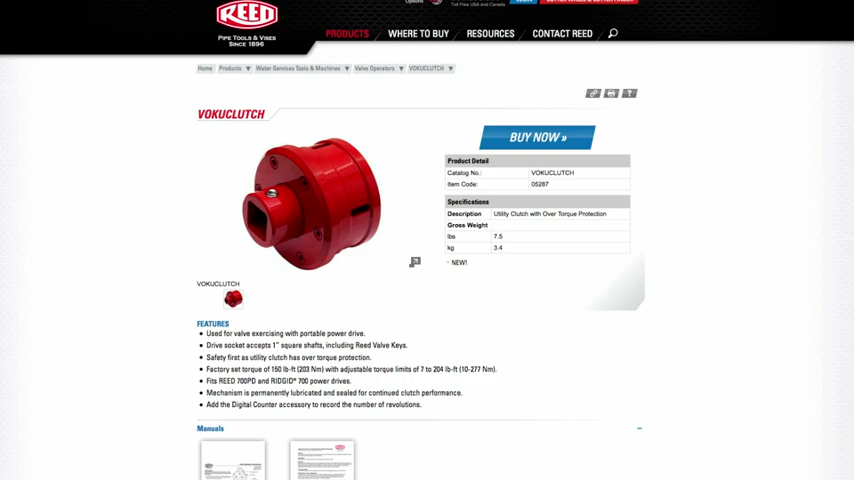 REED
PIPE TOOLS & VISES
SINCE 1896
Options
Toll Free USA and Canada
PRODUCTS WHERE TO BUY RESOURCES CONTACT REED
Home Products Water Services Tools & Machines Valve Operators VOKUCLUTCH
VOKUCLUTCH
BUY NOW »
Product Detail
Catalog No.: VOKUCLUTCH
Item Code: 05287
Specifications
Description Utility Clutch with Over Torque Protection
Gross Weight
lbs 7.5
kg 3.4
NEW!
VOKUCLUTCH
FEATURES
Used for valve exercising with portable power drive.
Drive socket accepts 1" square shafts, including Reed Valve Keys.
Safety first as utility clutch has over torque protection.
Factory set torque of 150 lb-ft (203 Nm) with adjustable torque limits of 7 to 204 lb-ft (10-277 Nm).
Fits REED 700PD and RIDGID® 700 power drives.
Mechanism is permanently lubricated and sealed for continued clutch performance.
Add the Digital Counter accessory to record the number of revolutions.
Manuals